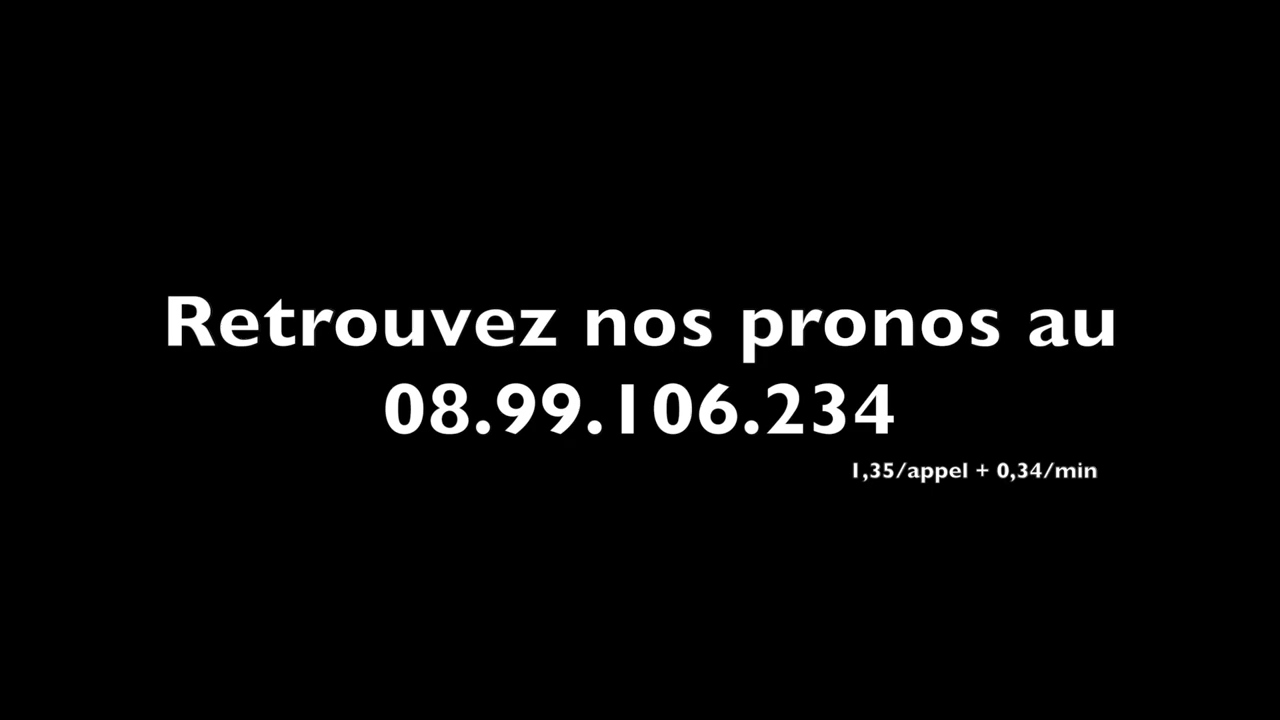 Retrouvez nos pronos au
08.99.106.234
1,35/appel + 0,34/min